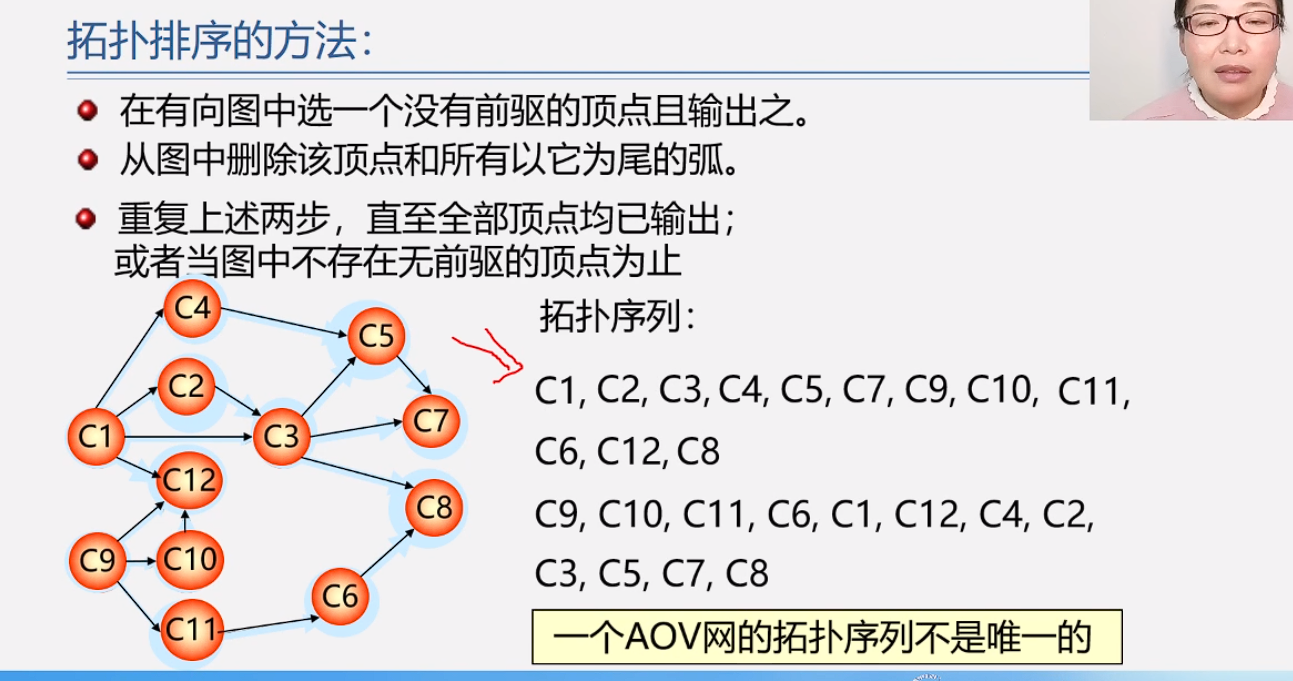 拓扑排序的方法：
在有向图中选一个没有前驱的顶点且输出之。
从图中删除该顶点和所有以它为尾的弧。
重复上述两步，直至全部顶点均已输出；
或者当图中不存在无前驱的顶点为止
C4
C5
C2
C7
C1
C3
C12
C8
C9
C10
C6
C11
拓扑序列：
C1, C2, C3, C4, C5, C7, C9, C10, C11,
C6, C12, C8
C9, C10, C11, C6, C1, C12, C4, C2,
C3, C5, C7, C8
一个AOV网的拓扑序列不是唯一的